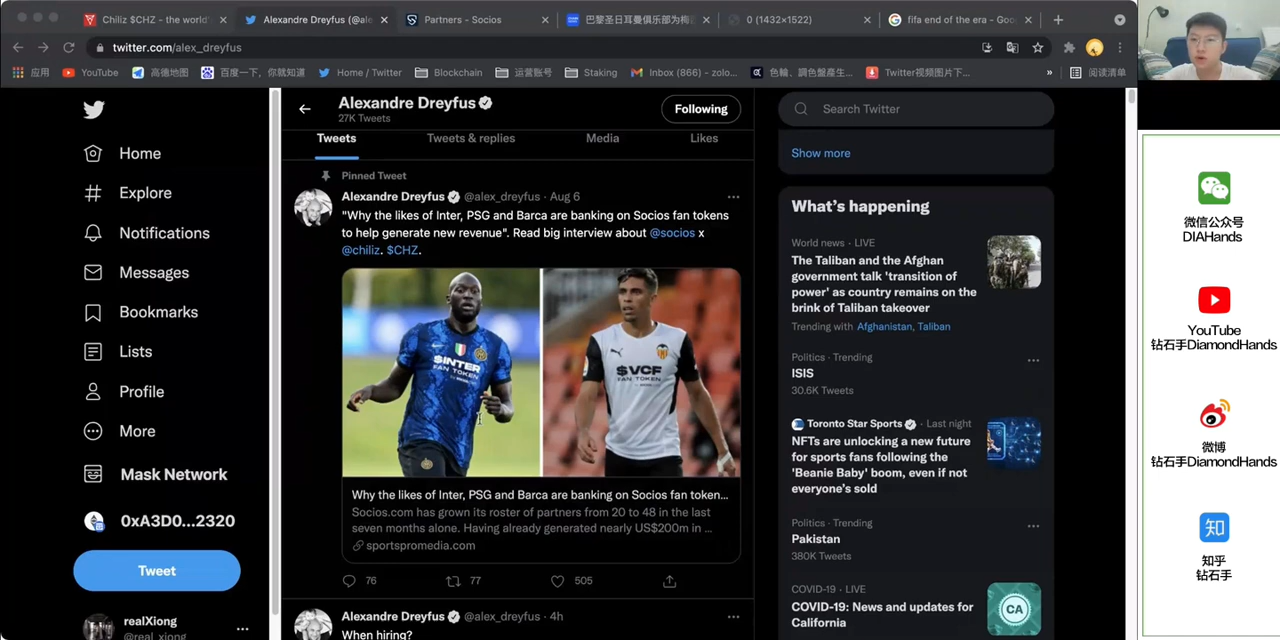 Chiliz $CHZ - the world'
Alexandre Dreyfus (@ale
Partners - Socios
巴黎圣日耳曼俱乐部为梅西
0 (1432×1522)
fifa end of the era - Goo
twitter.com/alex_dreyfus
应用
YouTube
高德地图
百度一下，你就知道
Home / Twitter
Blockchain
运营账号
Staking
Inbox (866) - zolo...
色輪、調色盤產生...
Twitter视频图片下...
»
阅读清单
Home
Explore
Notifications
Messages
Bookmarks
Lists
Profile
More
Mask Network
0xA3D0...2320
Tweet
realXiong
@real_xiong
Alexandre Dreyfus
27K Tweets
Following
Tweets
Tweets & replies
Media
Likes
Pinned Tweet
Alexandre Dreyfus @alex_dreyfus · Aug 6
"Why the likes of Inter, PSG and Barca are banking on Socios fan tokens
to help generate new revenue". Read big interview about @socios x
@chiliz. $CHZ.
$INTER
FAN TOKEN
$VCF
FAN TOKEN
Why the likes of Inter, PSG and Barca are banking on Socios fan token...
Socios.com has grown its roster of partners from 20 to 48 in the last
seven months alone. Having already generated nearly US$200m in ...
sportspromedia.com
76
77
505
Alexandre Dreyfus @alex_dreyfus · 4h
When hiring?
Search Twitter
Show more
What's happening
World news · LIVE
The Taliban and the Afghan
government talk 'transition of
power' as country remains on the
brink of Taliban takeover
Trending with Afghanistan, Taliban
Politics · Trending
ISIS
30.6K Tweets
Toronto Star Sports · Last night
NFTs are unlocking a new future
for sports fans following the
'Beanie Baby' boom, even if not
everyone's sold
Politics · Trending
Pakistan
380K Tweets
COVID-19 · LIVE
COVID-19: News and updates for
California
CA
微信公众号
DIAHands
YouTube
钻石手DiamondHands
微博
钻石手DiamondHands
知
知乎
钻石手